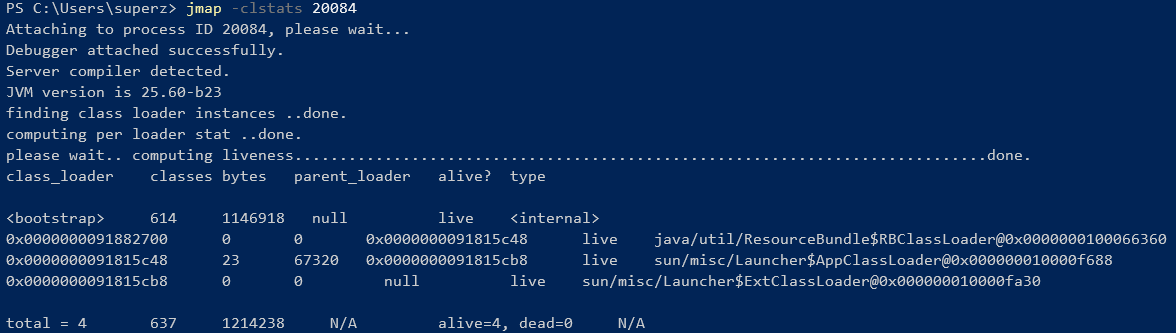 PS C:\Users\superz> jmap -clstats 20084
Attaching to process ID 20084, please wait...
Debugger attached successfully.
Server compiler detected.
JVM version is 25.60-b23
finding class loader instances ..done.
computing per loader stat ..done.
please wait.. computing liveness..............................................................................done.
class_loader classes bytes parent_loader alive? type
<bootstrap> 614 1146918 null live <internal>
0x0000000091882700 0 0 0x0000000091815c48 live java/util/ResourceBundle$RBClassLoader@0x0000000100066360
0x0000000091815c48 23 67320 0x0000000091815cb8 live sun/misc/Launcher$AppClassLoader@0x000000010000f688
0x0000000091815cb8 0 0 null live sun/misc/Launcher$ExtClassLoader@0x000000010000fa30
total = 4 637 1214238 N/A alive=4, dead=0 N/A